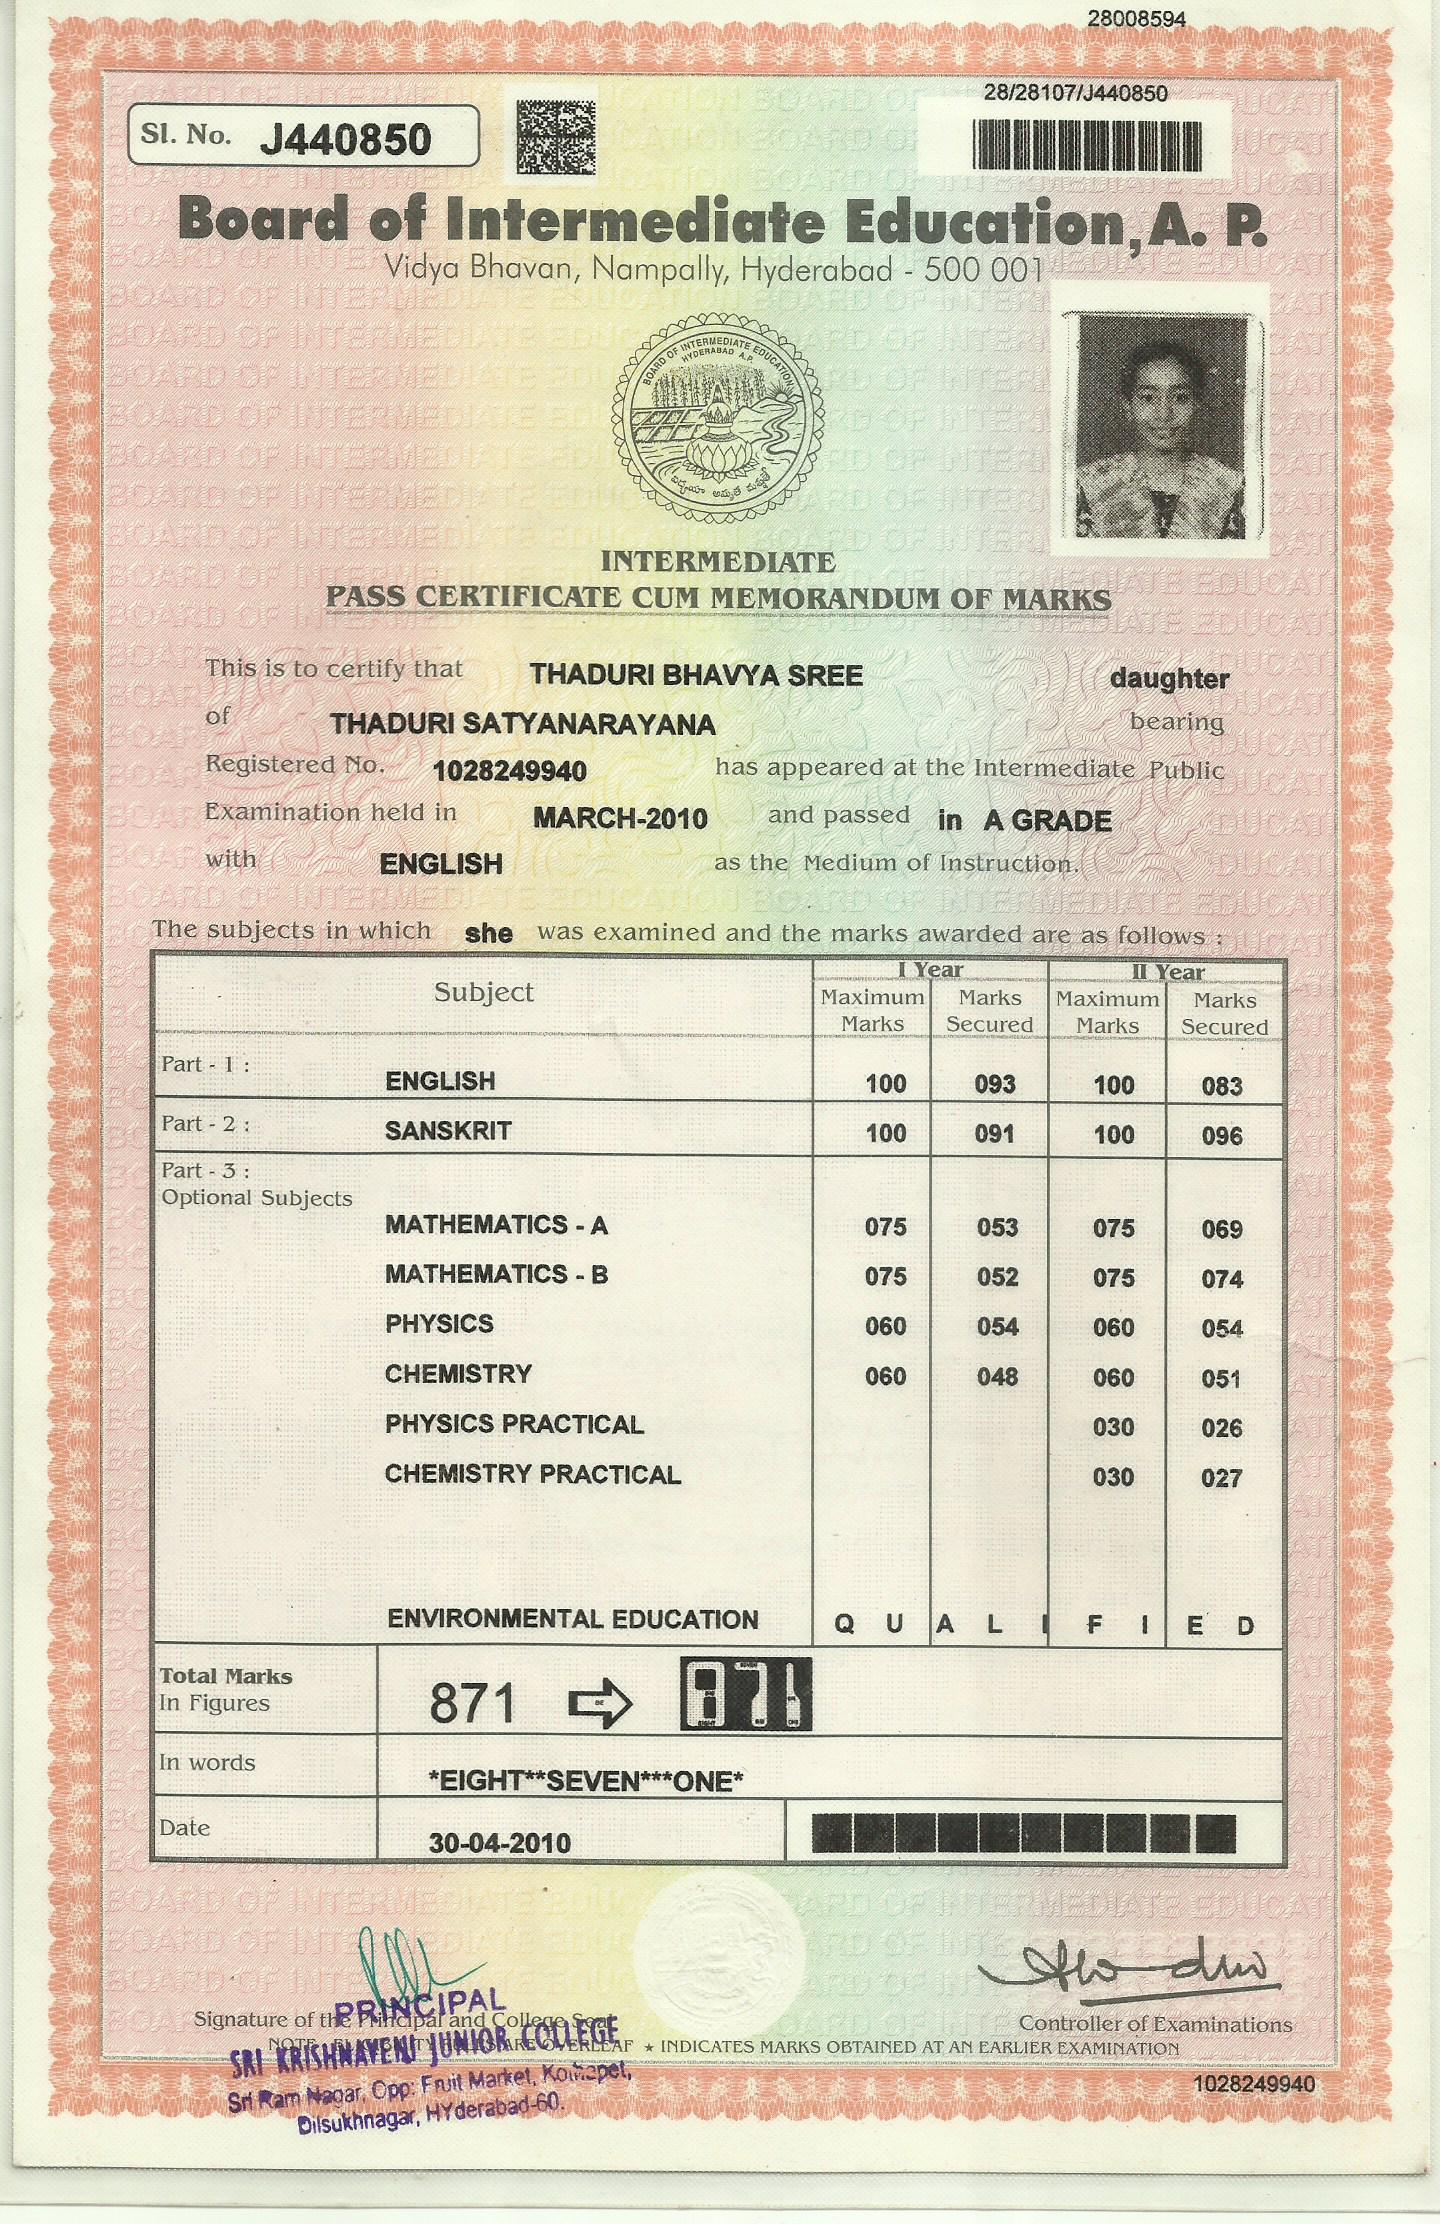 28008594
28/28107/J440850
Sl. No. J440850
Board of Intermediate Education, A. P.
Vidya Bhavan, Nampally, Hyderabad - 500 001
BOARD OF INTERMEDIATE EDUCATION
HYDERABAD A.P.
INTERMEDIATE
PASS CERTIFICATE CUM MEMORANDUM OF MARKS
This is to certify that THADURI BHAVYA SREE daughter
of THADURI SATYANARAYANA bearing
Registered No. 1028249940 has appeared at the Intermediate Public
Examination held in MARCH-2010 and passed in A GRADE
with ENGLISH as the Medium of Instruction.
The subjects in which she was examined and the marks awarded are as follows :
Subject I Year II Year
Maximum Marks Marks Secured Maximum Marks Marks Secured
Part - 1 :
ENGLISH 100 093 100 083
Part - 2 :
SANSKRIT 100 091 100 096
Part - 3 :
Optional Subjects
MATHEMATICS - A 075 053 075 069
MATHEMATICS - B 075 052 075 074
PHYSICS 060 054 060 054
CHEMISTRY 060 048 060 051
PHYSICS PRACTICAL 030 026
CHEMISTRY PRACTICAL 030 027
ENVIRONMENTAL EDUCATION Q U A L I F I E D
Total Marks
In Figures 871 871
In words *EIGHT**SEVEN***ONE*
Date 30-04-2010
Signature of the Principal and College Seal
Controller of Examinations
PRINCIPAL
SRI KRISHNAVENI JUNIOR COLLEGE
Sri Ram Nagar, Opp: Fruit Market, Kothapet,
Dilsukhnagar, HYderabad-60.
NOTE ARE OVERLEAF ★ INDICATES MARKS OBTAINED AT AN EARLIER EXAMINATION
1028249940